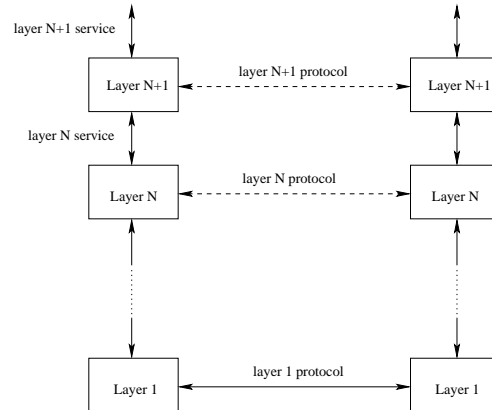 layer N+1 service
layer N+1 protocol
Layer N+1
Layer N+1
layer N service
layer N protocol
Layer N
Layer N
layer 1 protocol
Layer 1
Layer 1